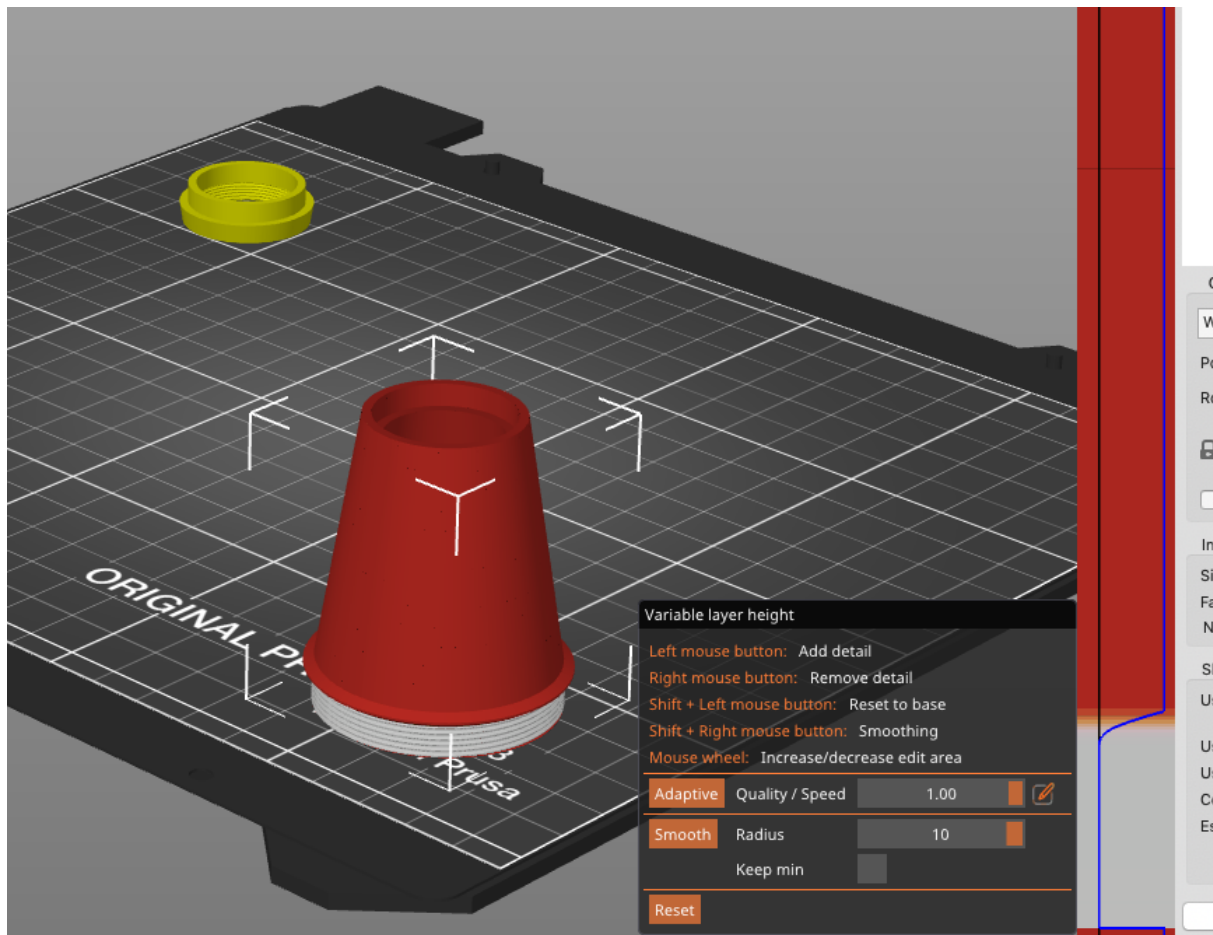 ORIGINAL PR
3
Prusa
Variable layer height
Left mouse button: Add detail
Right mouse button: Remove detail
Shift + Left mouse button: Reset to base
Shift + Right mouse button: Smoothing
Mouse wheel: Increase/decrease edit area
Adaptive Quality / Speed 1.00
Smooth Radius 10
Keep min
Reset